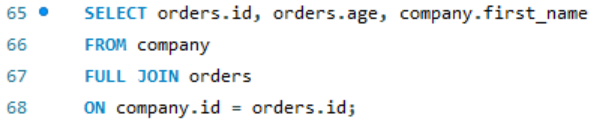 65 • SELECT orders.id, orders.age, company.first_name
66 FROM company
67 FULL JOIN orders
68 ON company.id = orders.id;